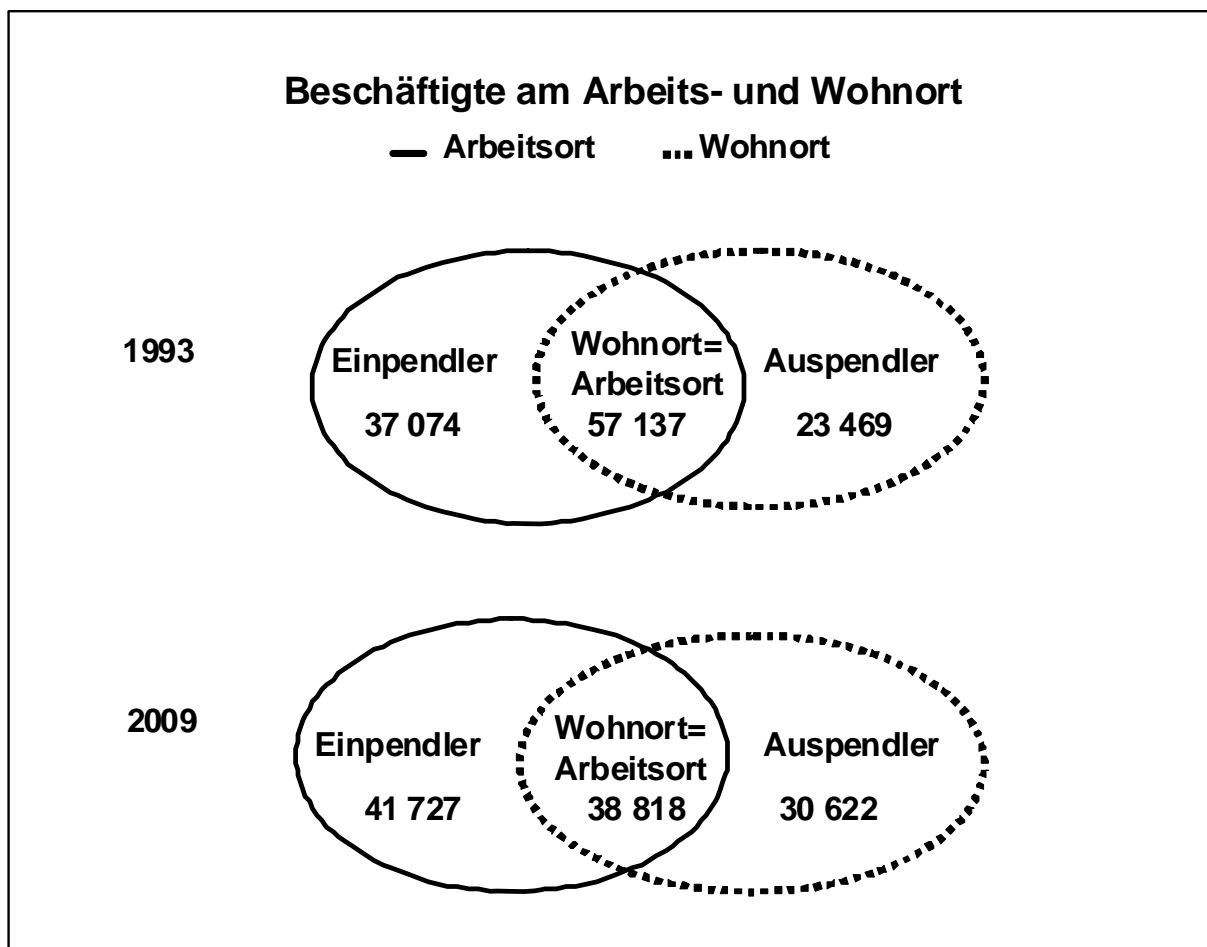 Beschäftigte am Arbeits- und Wohnort
Arbeitsort Wohnort
1993
Einpendler
37 074
Wohnort=
Arbeitsort
57 137
Auspendler
23 469
2009
Einpendler
41 727
Wohnort=
Arbeitsort
38 818
Auspendler
30 622